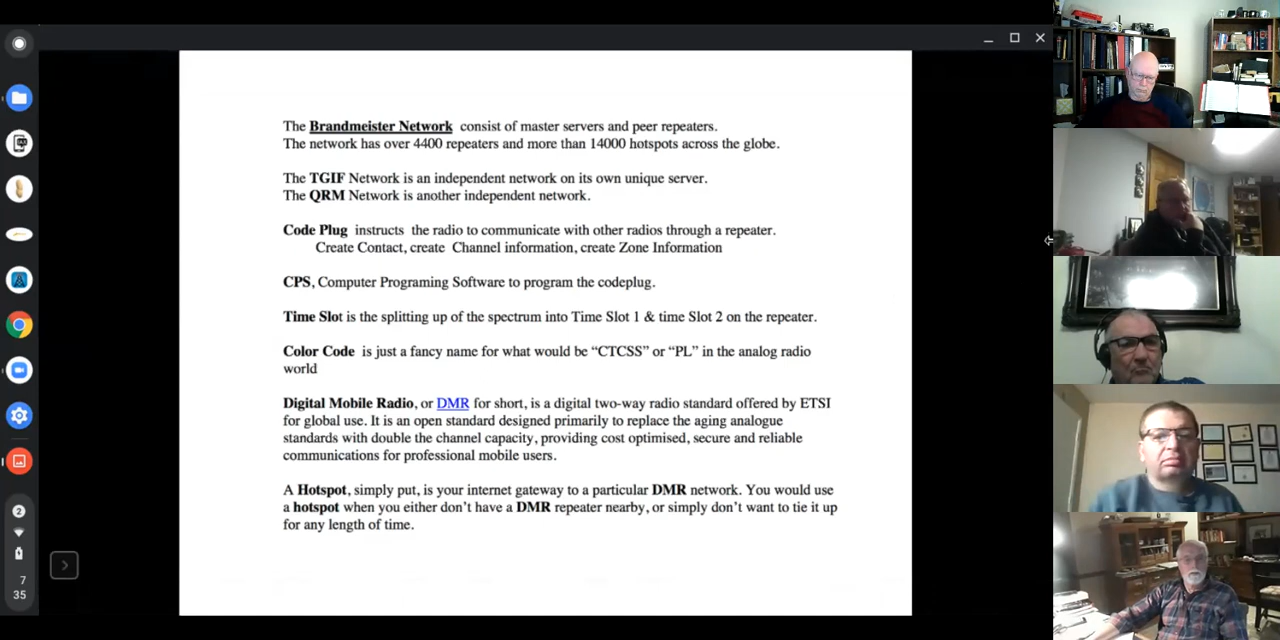 The Brandmeister Network consist of master servers and peer repeaters.
The network has over 4400 repeaters and more than 14000 hotspots across the globe.
The TGIF Network is an independent network on its own unique server.
The QRM Network is another independent network.
Code Plug instructs the radio to communicate with other radios through a repeater.
Create Contact, create Channel information, create Zone Information
CPS, Computer Programing Software to program the codeplug.
Time Slot is the splitting up of the spectrum into Time Slot 1 & time Slot 2 on the repeater.
Color Code is just a fancy name for what would be “CTCSS” or “PL” in the analog radio
world
Digital Mobile Radio, or DMR for short, is a digital two-way radio standard offered by ETSI
for global use. It is an open standard designed primarily to replace the aging analogue
standards with double the channel capacity, providing cost optimised, secure and reliable
communications for professional mobile users.
A Hotspot, simply put, is your internet gateway to a particular DMR network. You would use
a hotspot when you either don’t have a DMR repeater nearby, or simply don’t want to tie it up
for any length of time.
2
7
35